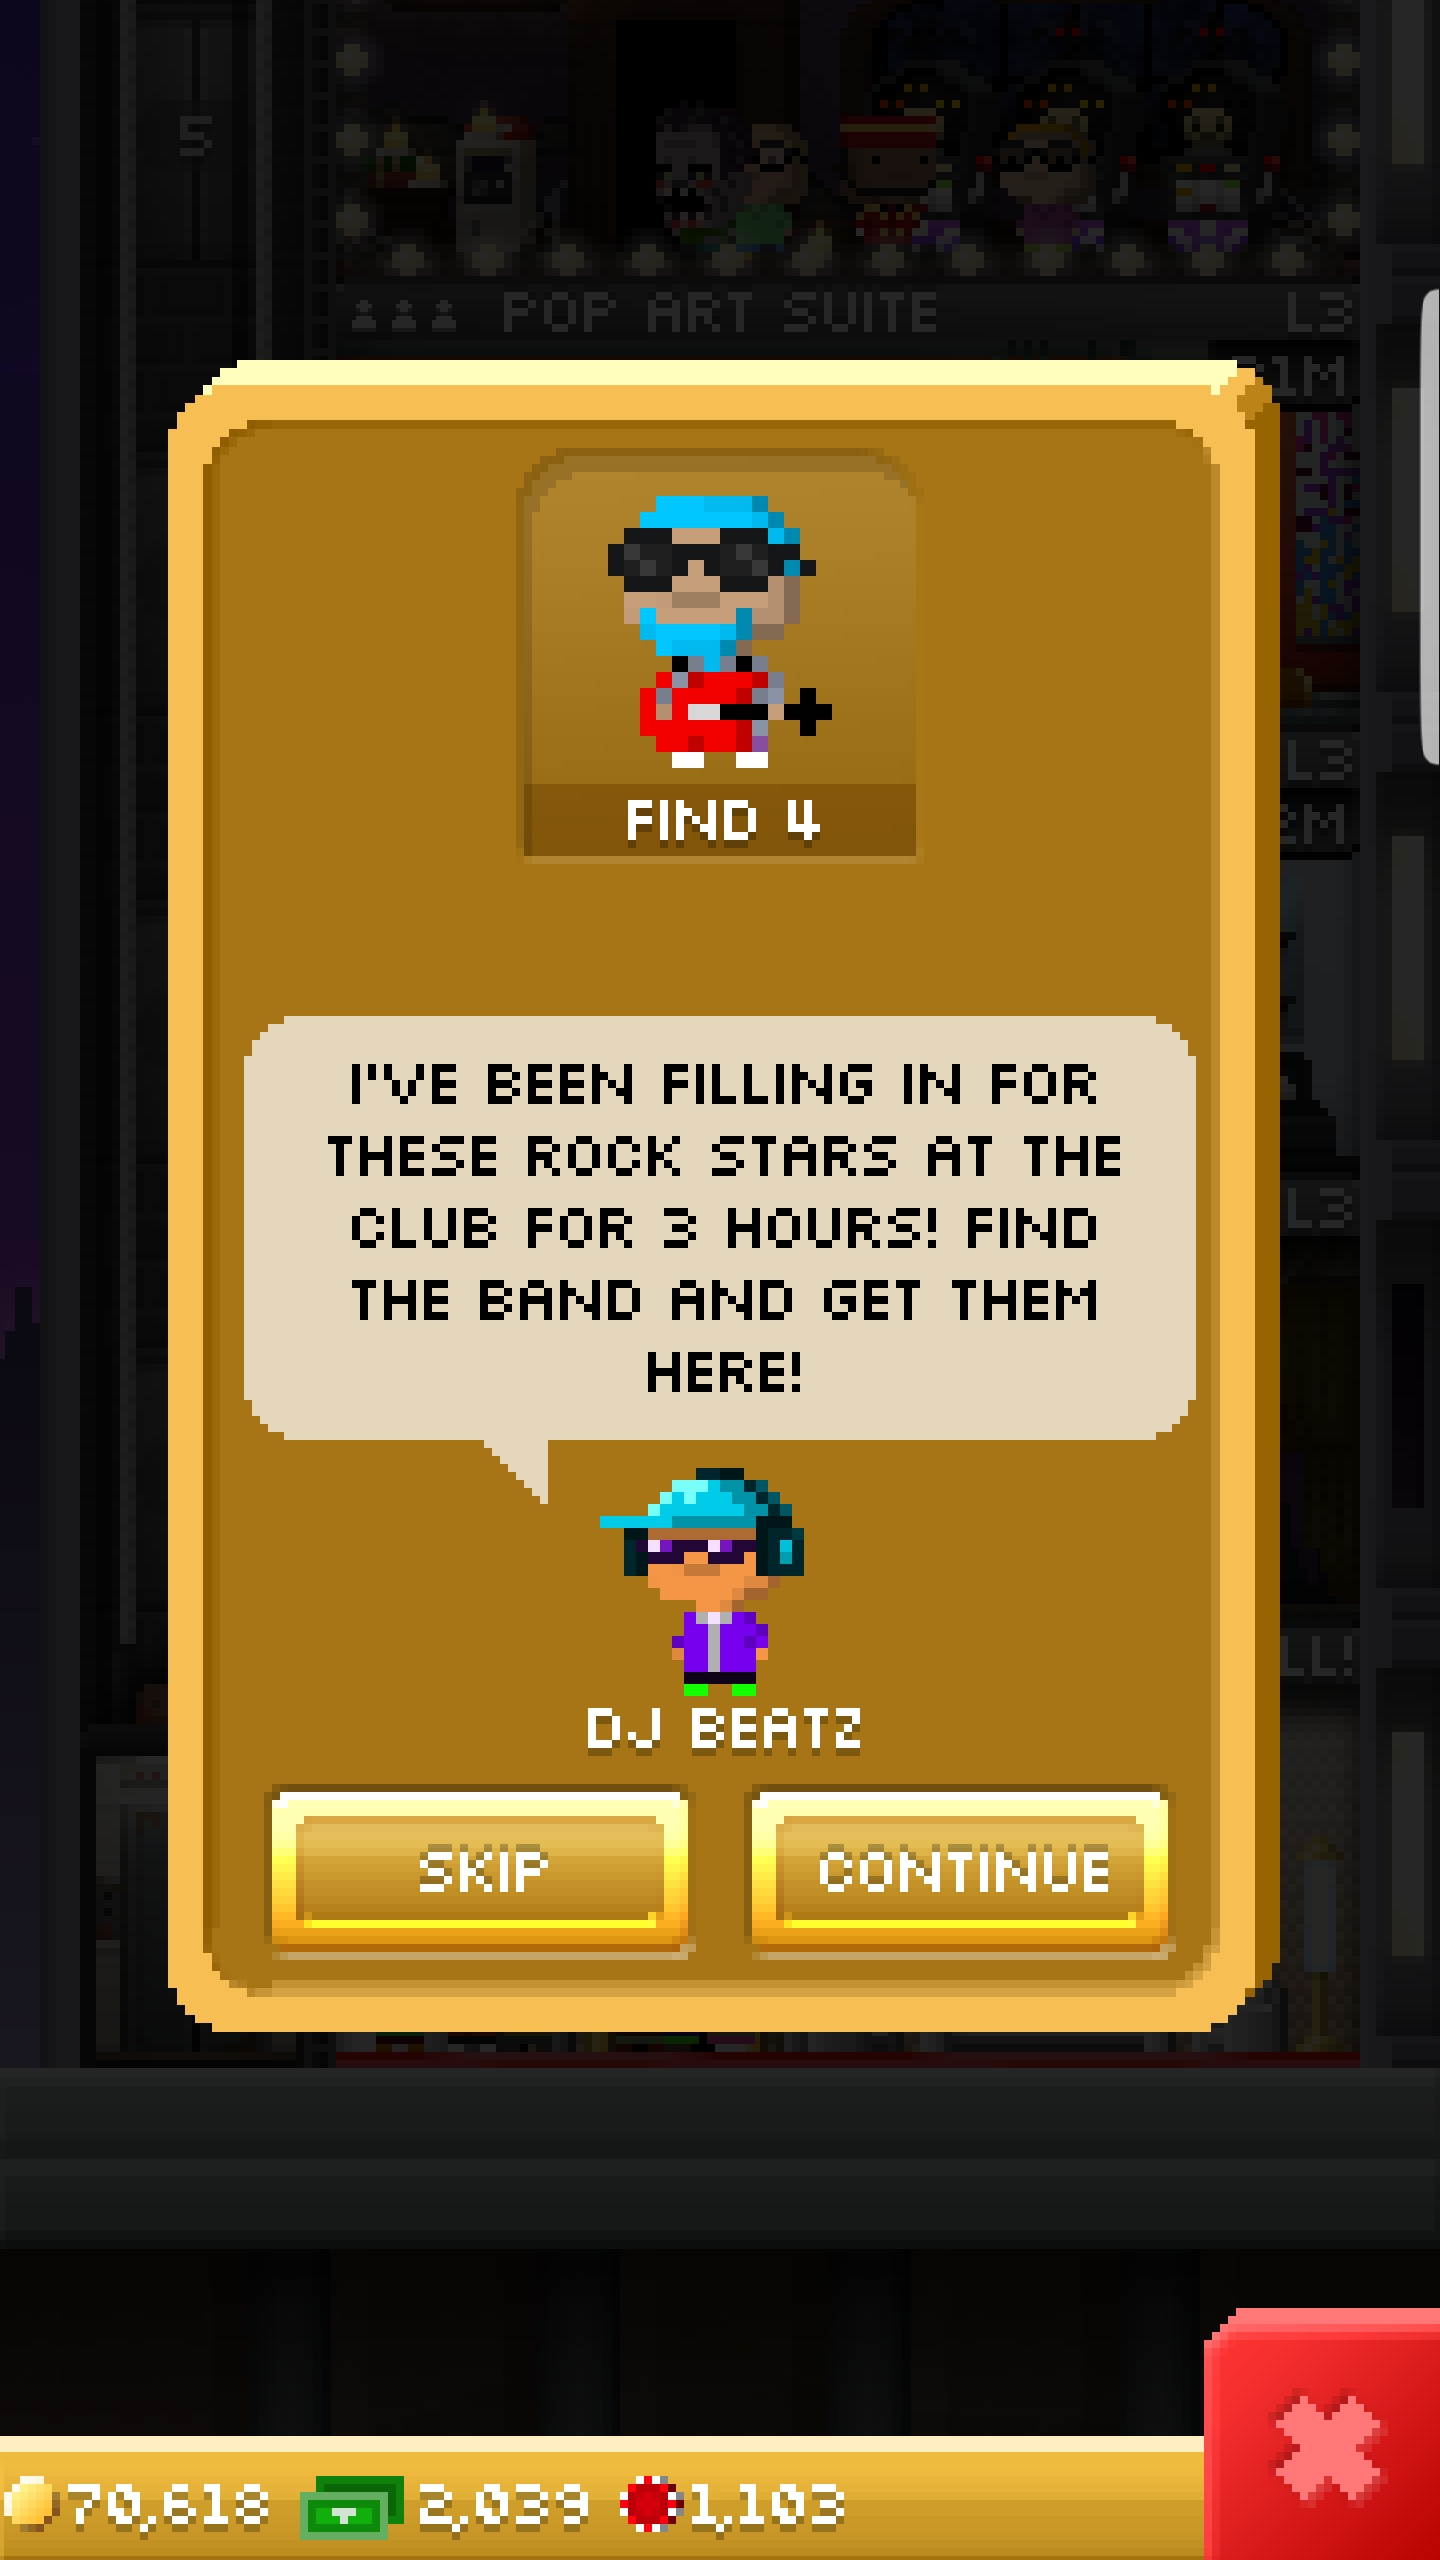 5
POP ART SUITE L3
1M
FIND 4
L3
2M
I'VE BEEN FILLING IN FOR
THESE ROCK STARS AT THE
CLUB FOR 3 HOURS! FIND
THE BAND AND GET THEM
HERE!
L3
LL!
DJ BEATZ
SKIP
CONTINUE
70,618 2,039 1,103